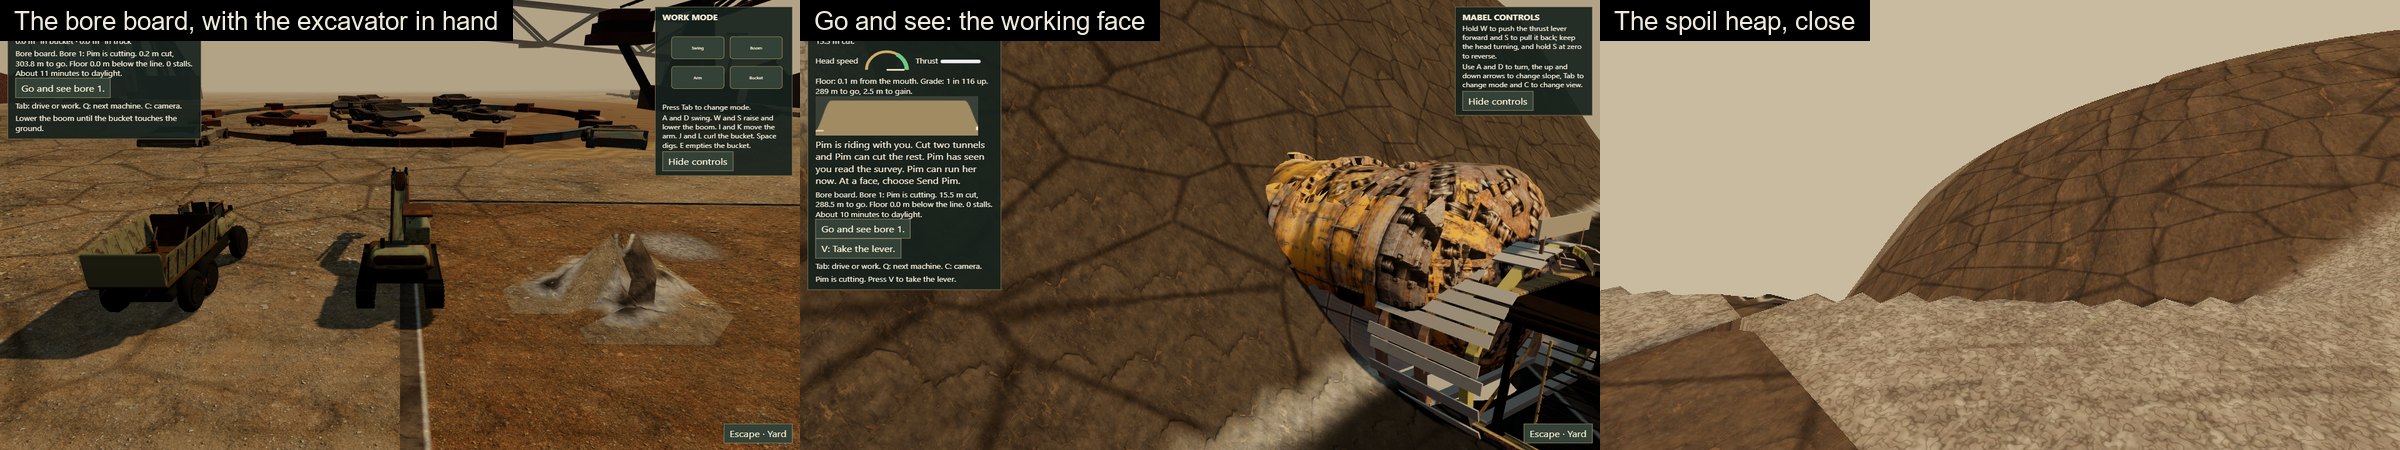 The bore board, with the excavator in hand
Bore board. Bore 1: Pim is cutting. 0.2 m cut,
303.8 m to go. Floor 0.0 m below the line. 0 stalls.
About 11 minutes to daylight.
Go and see bore 1.
Tab: drive or work. Q: next machine. C: camera.
Lower the boom until the bucket touches the
ground.
WORK MODE
Swing
Boom
Arm
Bucket
Press Tab to change mode.
A and D swing. W and S raise and
lower the boom. I and K move the
arm. J and L curl the bucket. Space
digs. E empties the bucket.
Hide controls
Escape · Yard
Go and see: the working face
15.5 m cut.
Head speed
Thrust
Floor: 0.1 m from the mouth. Grade: 1 in 116 up.
289 m to go, 2.5 m to gain.
Pim is riding with you. Cut two tunnels
and Pim can cut the rest. Pim has seen
you read the survey. Pim can run her
now. At a face, choose Send Pim.
Bore board. Bore 1: Pim is cutting. 15.5 m cut,
288.5 m to go. Floor 0.0 m below the line. 0 stalls.
About 10 minutes to daylight.
Go and see bore 1.
V: Take the lever.
Tab: drive or work. Q: next machine. C: camera.
Pim is cutting. Press V to take the lever.
MABEL CONTROLS
Hold W to push the thrust lever
forward and S to pull it back; keep
the head turning, and hold S at zero
to reverse.
Use A and D to turn, the up and
down arrows to change slope, Tab to
change mode and C to change view.
Hide controls
Escape · Yard
The spoil heap, close